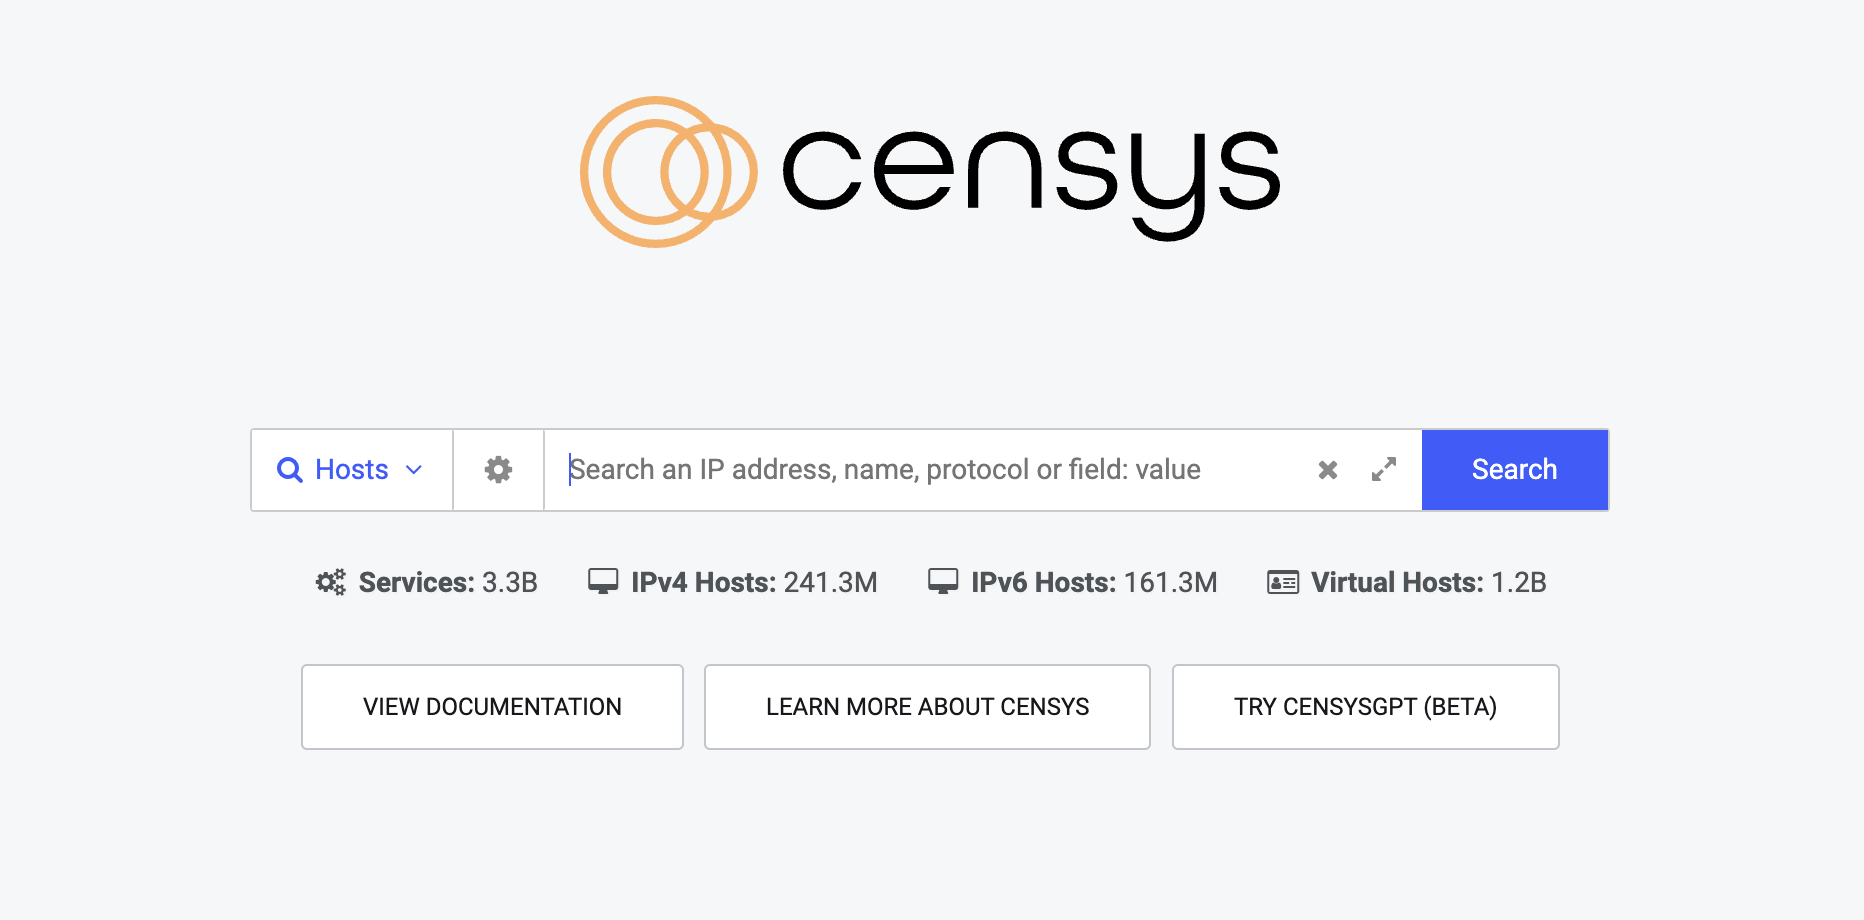 censys
Hosts Search an IP address, name, protocol or field: value Search
Services: 3.3B IPv4 Hosts: 241.3M IPv6 Hosts: 161.3M Virtual Hosts: 1.2B
VIEW DOCUMENTATION LEARN MORE ABOUT CENSYS TRY CENSYSGPT (BETA)